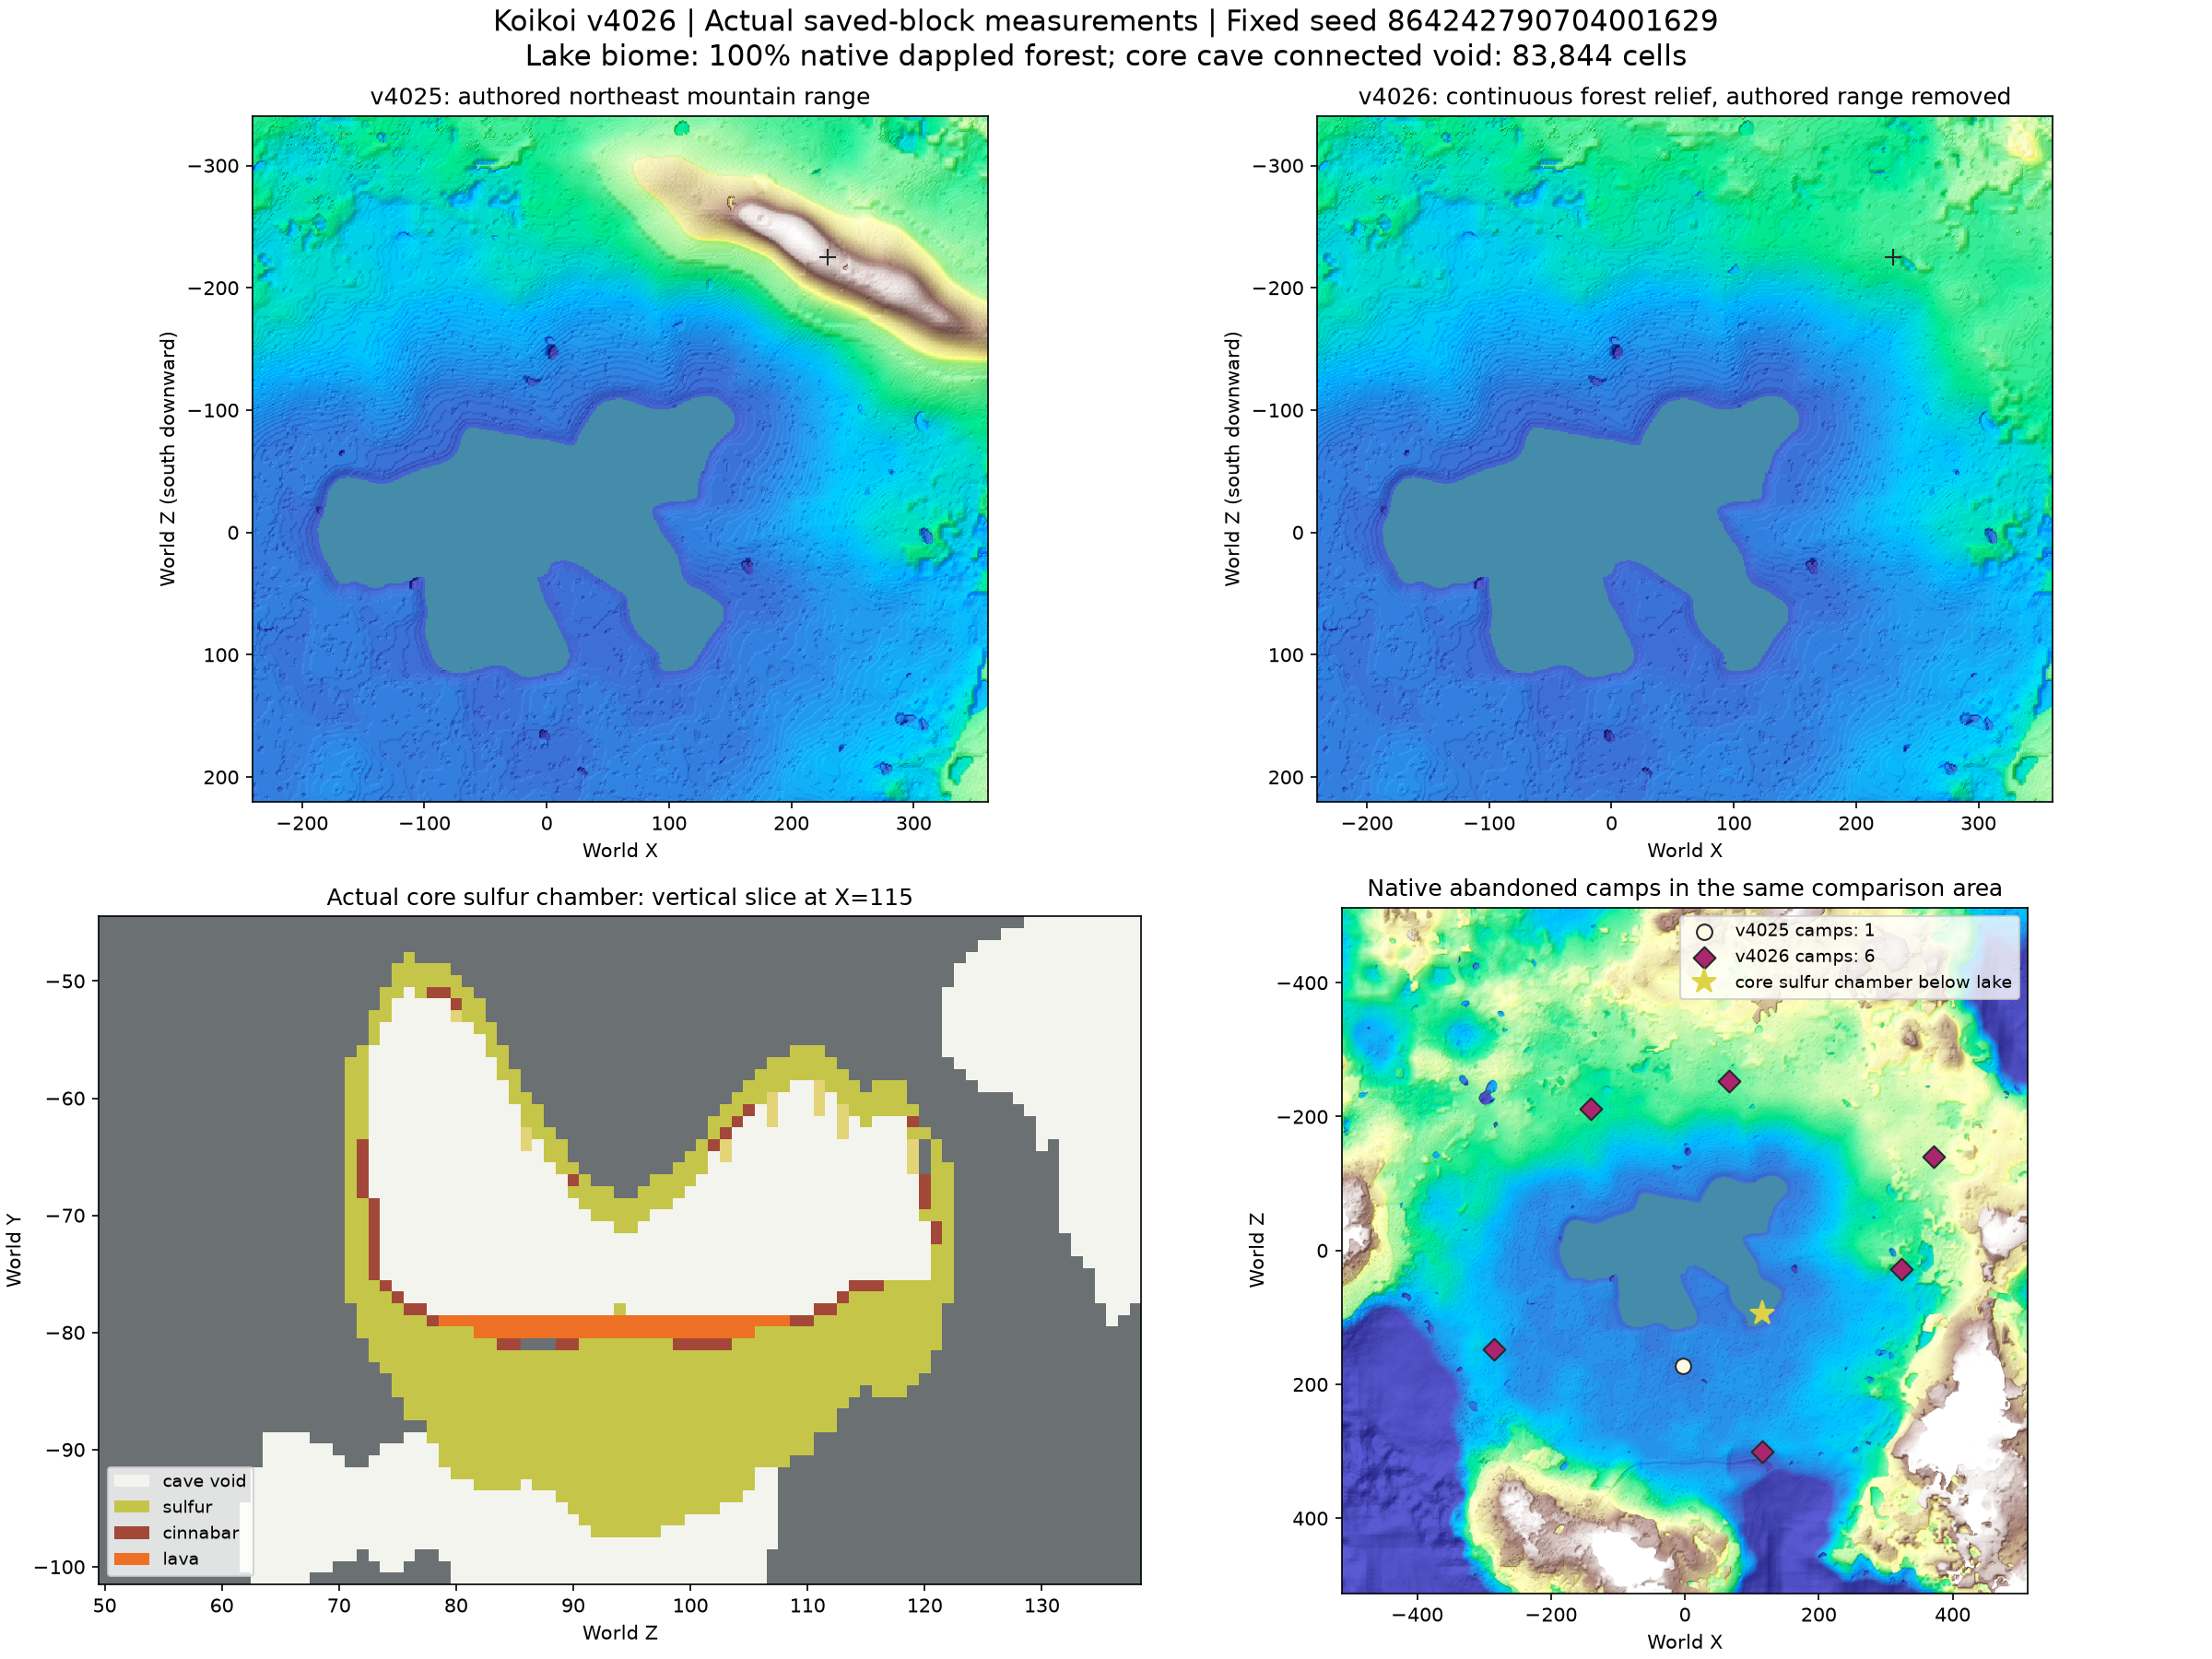 Koikoi v4026 | Actual saved-block measurements | Fixed seed 864242790704001629
Lake biome: 100% native dappled forest; core cave connected void: 83,844 cells
v4025: authored northeast mountain range
−300
−200
−100
0
100
200
World Z (south downward)
−200 −100 0 100 200 300
World X
v4026: continuous forest relief, authored range removed
−300
−200
−100
0
100
200
World Z (south downward)
−200 −100 0 100 200 300
World X
Actual core sulfur chamber: vertical slice at X=115
−50
−60
−70
−80
−90
−100
World Y
cave void
sulfur
cinnabar
lava
50 60 70 80 90 100 110 120 130
World Z
Native abandoned camps in the same comparison area
v4025 camps: 1
v4026 camps: 6
core sulfur chamber below lake
−400
−200
0
200
400
World Z
−400 −200 0 200 400
World X